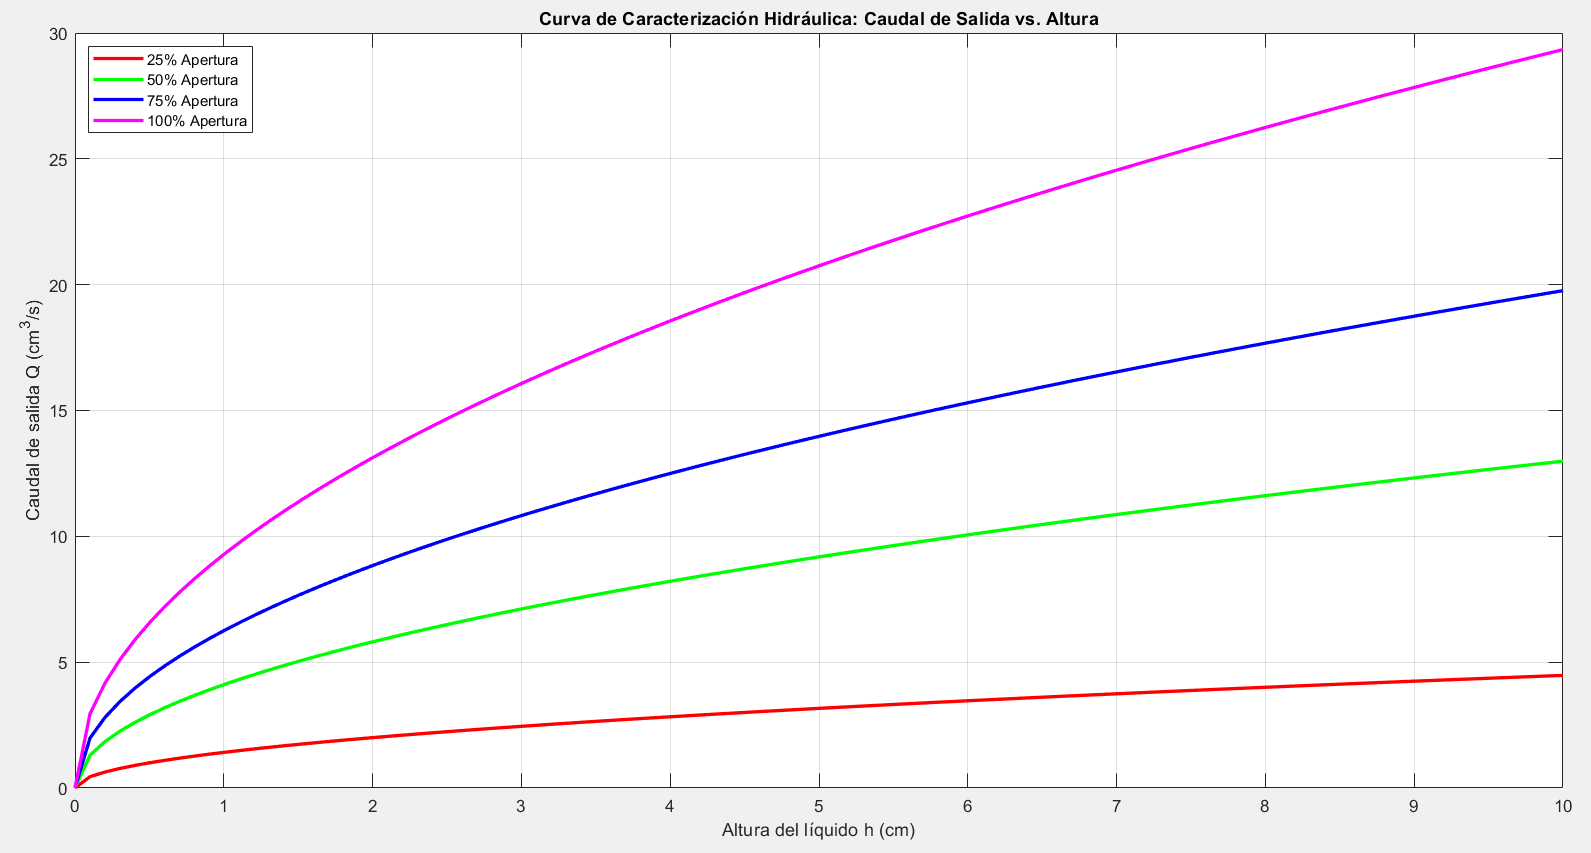 Curva de Caracterización Hidráulica: Caudal de Salida vs. Altura
25% Apertura
50% Apertura
75% Apertura
100% Apertura
Caudal de salida Q (cm³/s)
30
25
20
15
10
5
0
0 1 2 3 4 5 6 7 8 9 10
Altura del líquido h (cm)